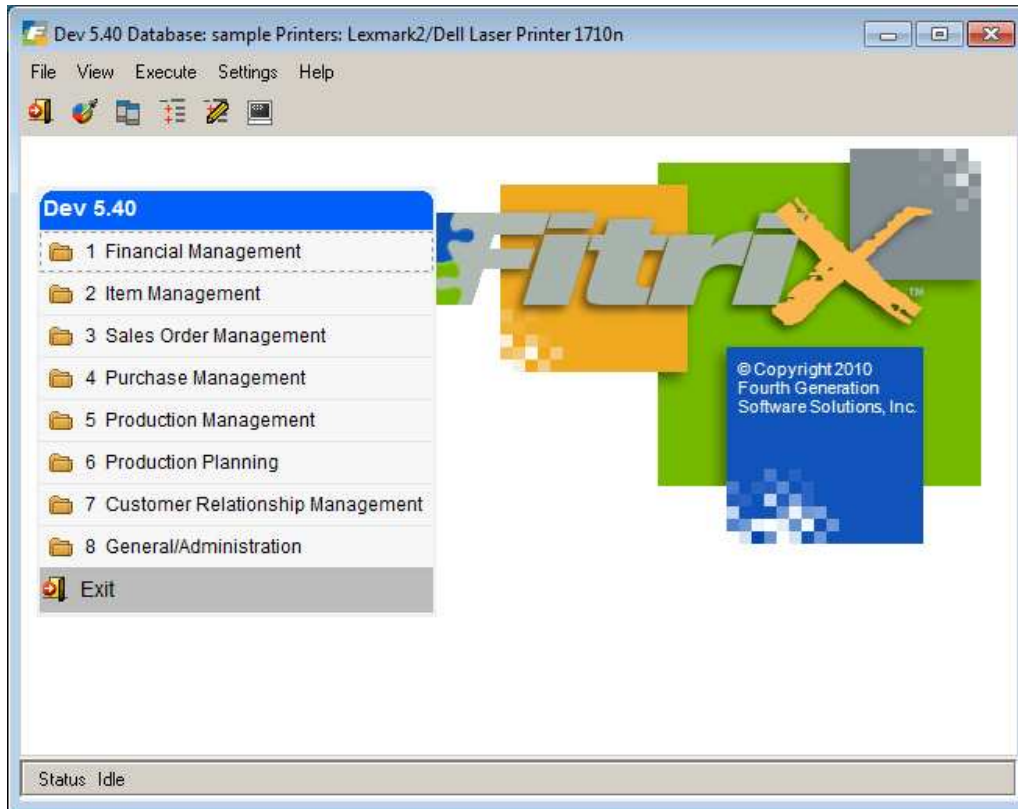 Dev 5.40 Database: sample Printers: Lexmark2/Dell Laser Printer 1710n
File View Execute Settings Help
Dev 5.40
1 Financial Management
2 Item Management
3 Sales Order Management
4 Purchase Management
5 Production Management
6 Production Planning
7 Customer Relationship Management
8 General/Administration
Exit
FitriX™
© Copyright 2010
Fourth Generation
Software Solutions, Inc.
Status Idle